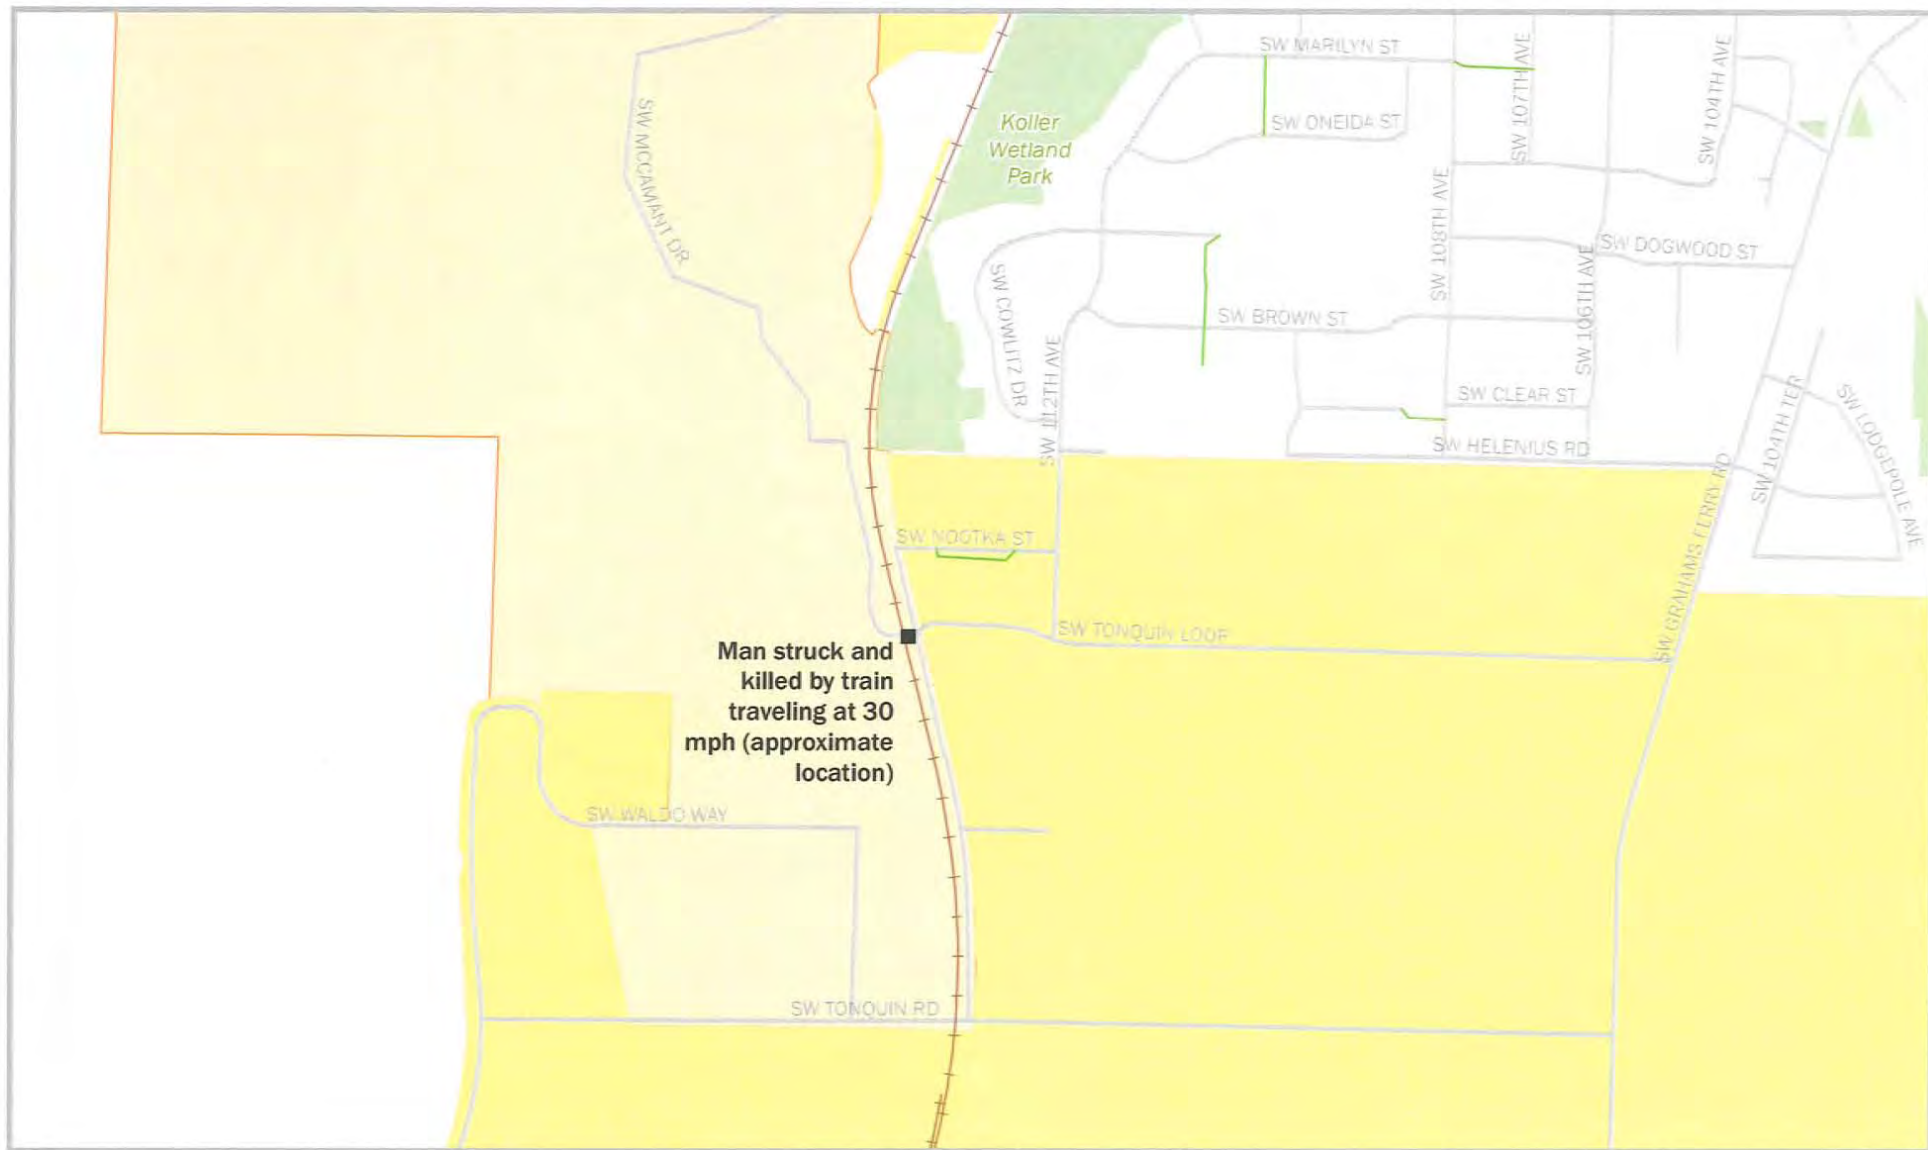 SW MARILYN ST
SW 107TH AVE
SW 104TH AVE
SW MCCAMANT DR
Koller
Wetland
Park
SW ONEIDA ST
SW 108TH AVE
SW DOGWOOD ST
SW COWLITZ DR
SW 106TH AVE
SW BROWN ST
SW 112TH AVE
SW CLEAR ST
SW 104TH TER
SW LODGEPOLE AVE
SW HELENIUS RD
SW GRAHAMS FERRY RD
SW NOOTKA ST
SW TONQUIN LOOP
Man struck and
killed by train
traveling at 30
mph (approximate
location)
SW WALDO WAY
SW TONQUIN RD